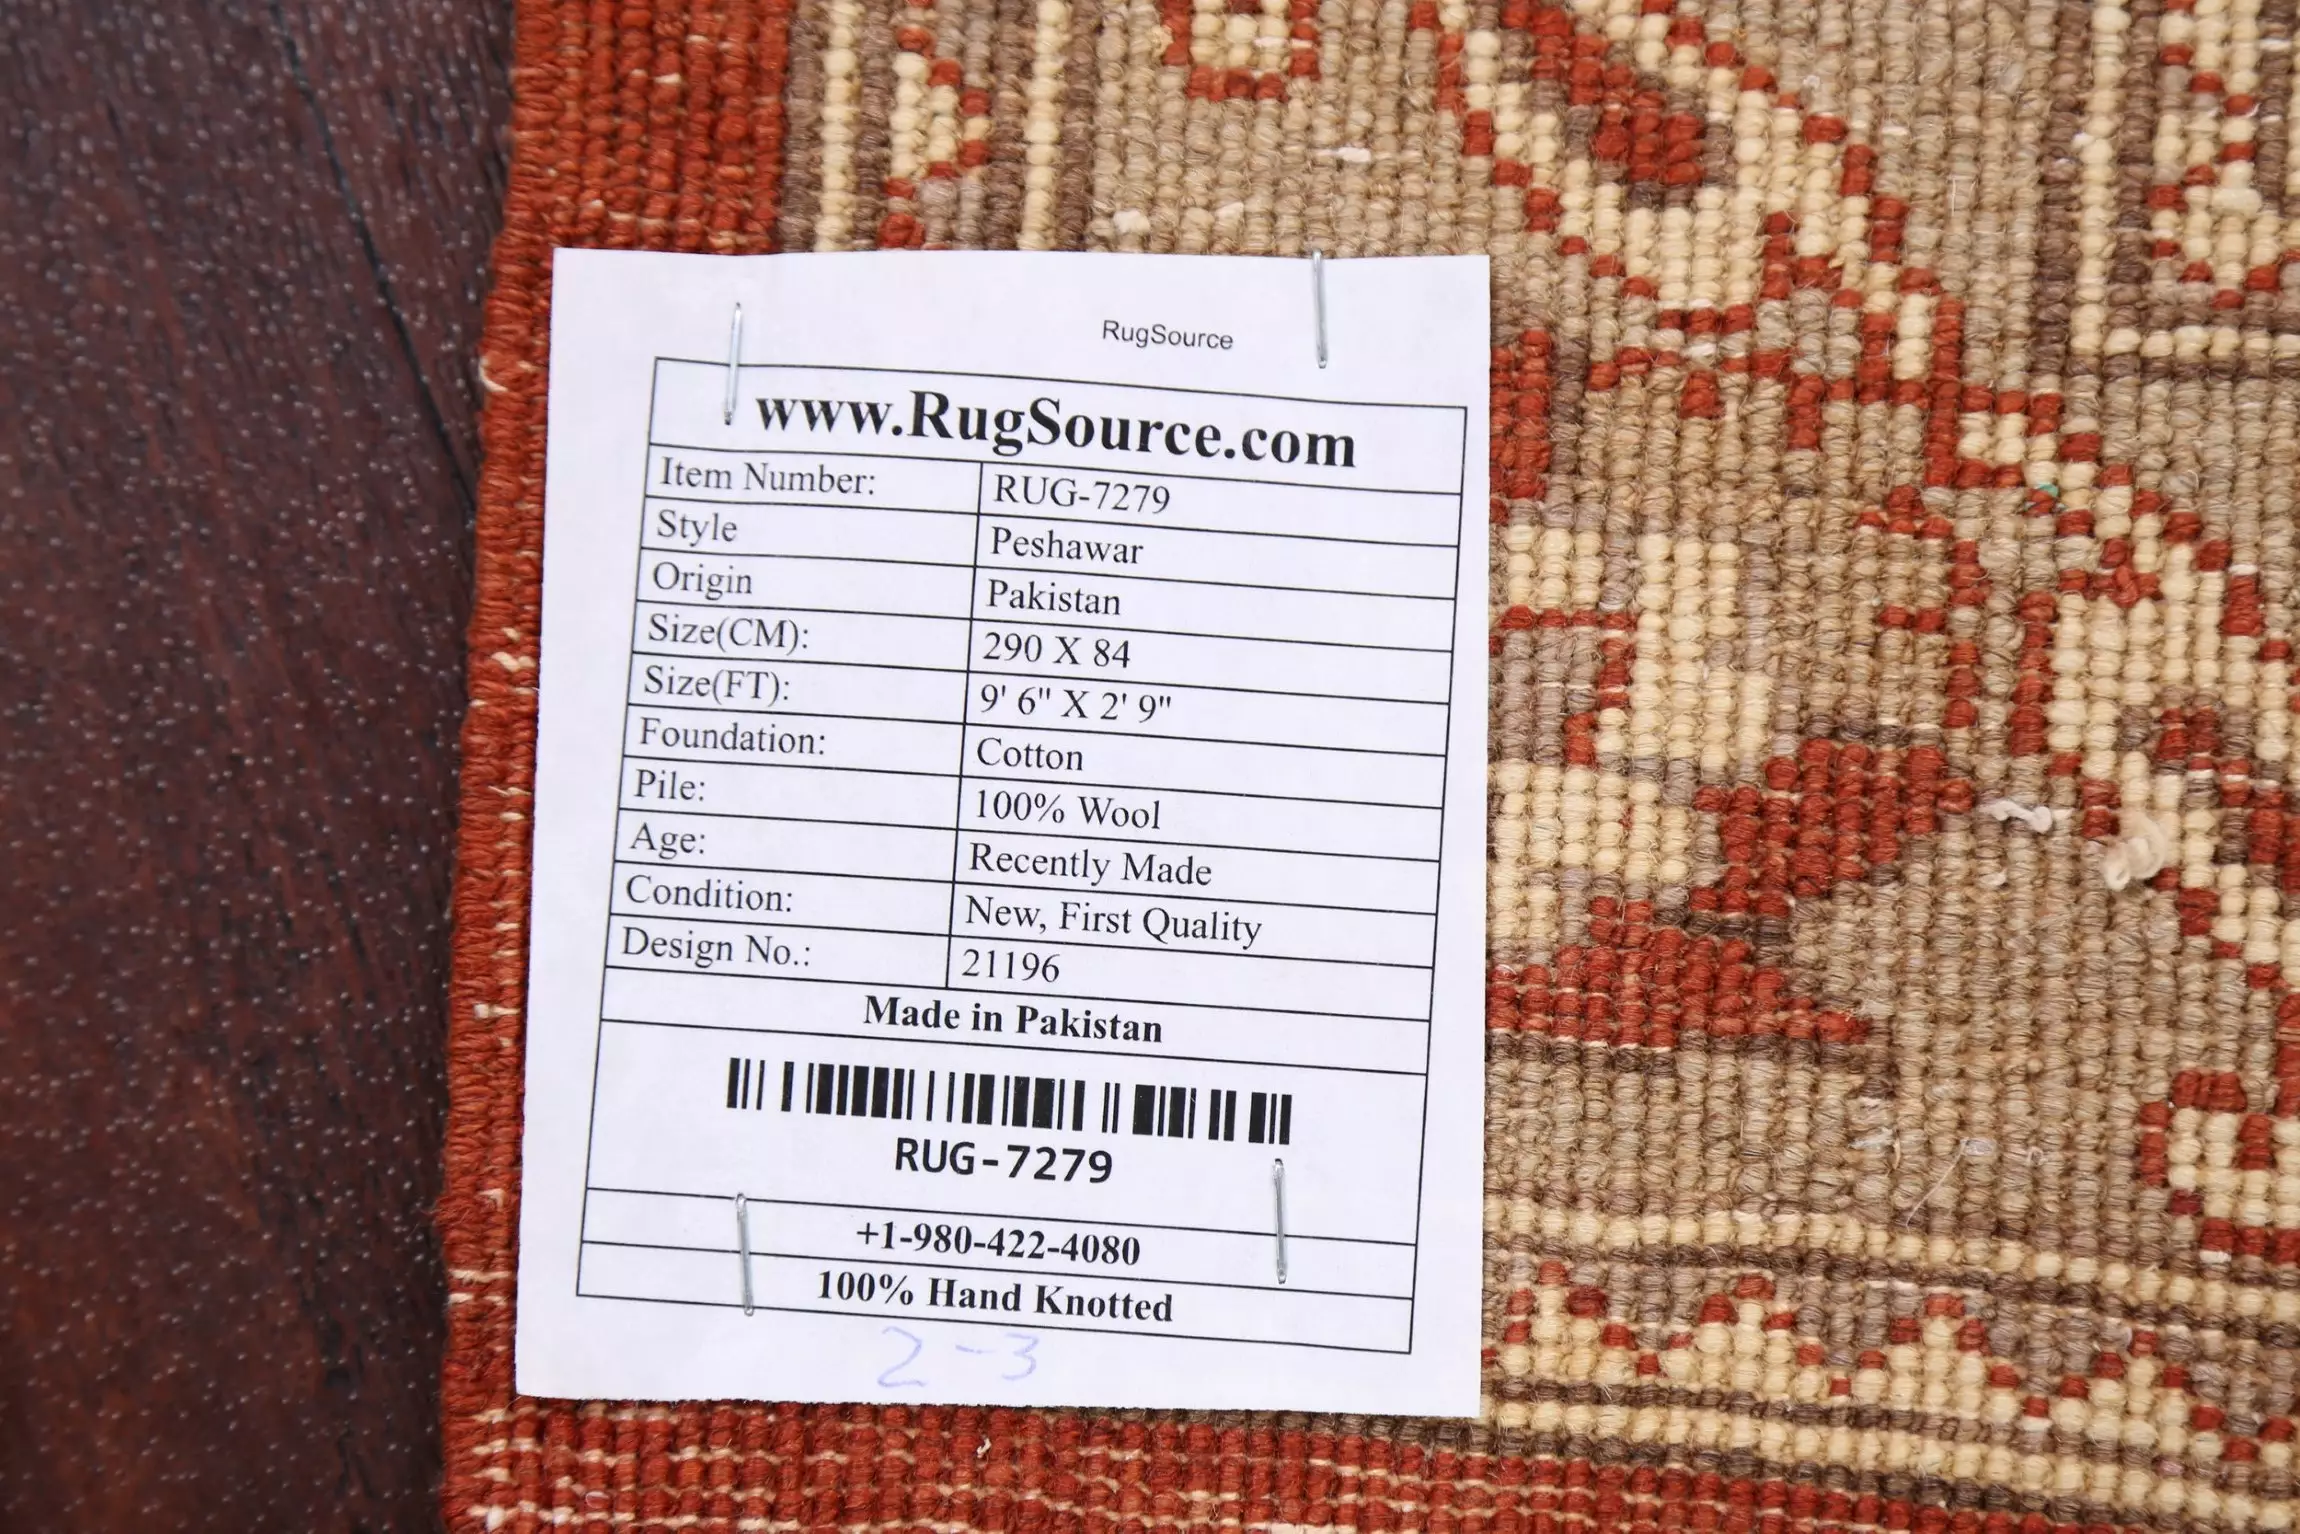 RugSource
www.RugSource.com
Item Number: RUG-7279
Style Peshawar
Origin Pakistan
Size(CM): 290 X 84
Size(FT): 9' 6" X 2' 9"
Foundation: Cotton
Pile: 100% Wool
Age: Recently Made
Condition: New, First Quality
Design No.: 21196
Made in Pakistan
RUG-7279
+1-980-422-4080
100% Hand Knotted
2-3